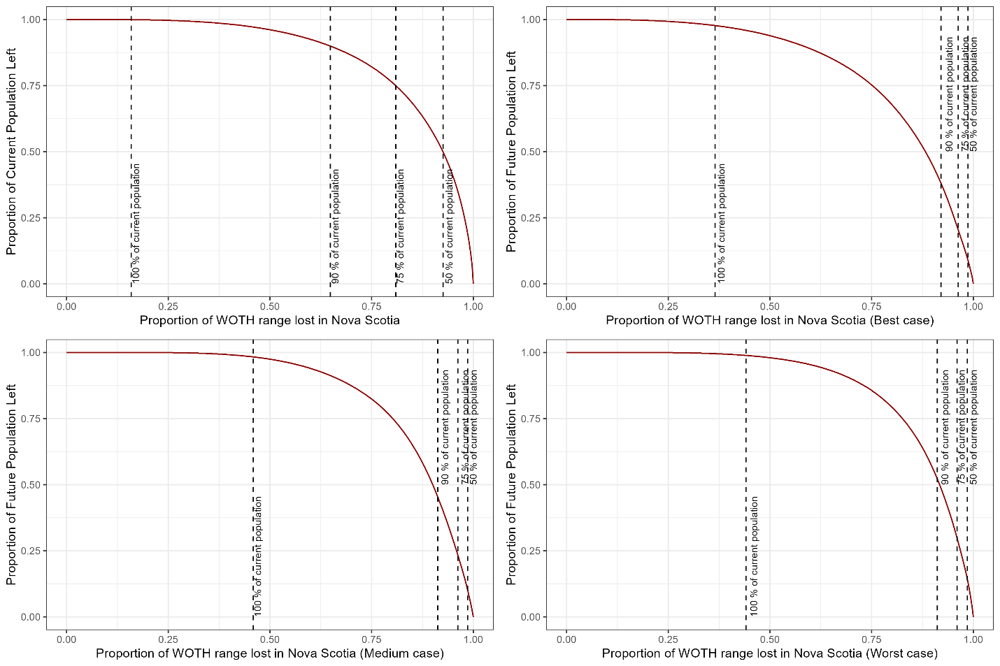 Proportion of Current Population Left
1.00
0.75
0.50
0.25
0.00
100 % of current population
90 % of current population
75 % of current population
50 % of current population
0.00 0.25 0.50 0.75 1.00
Proportion of WOTH range lost in Nova Scotia
Proportion of Future Population Left
1.00
0.75
0.50
0.25
0.00
100 % of current population
90 % of current population
75 % of current population
50 % of current population
0.00 0.25 0.50 0.75 1.00
Proportion of WOTH range lost in Nova Scotia (Best case)
Proportion of Future Population Left
1.00
0.75
0.50
0.25
0.00
100 % of current population
90 % of current population
75 % of current population
50 % of current population
0.00 0.25 0.50 0.75 1.00
Proportion of WOTH range lost in Nova Scotia (Medium case)
Proportion of Future Population Left
1.00
0.75
0.50
0.25
0.00
100 % of current population
90 % of current population
75 % of current population
50 % of current population
0.00 0.25 0.50 0.75 1.00
Proportion of WOTH range lost in Nova Scotia (Worst case)